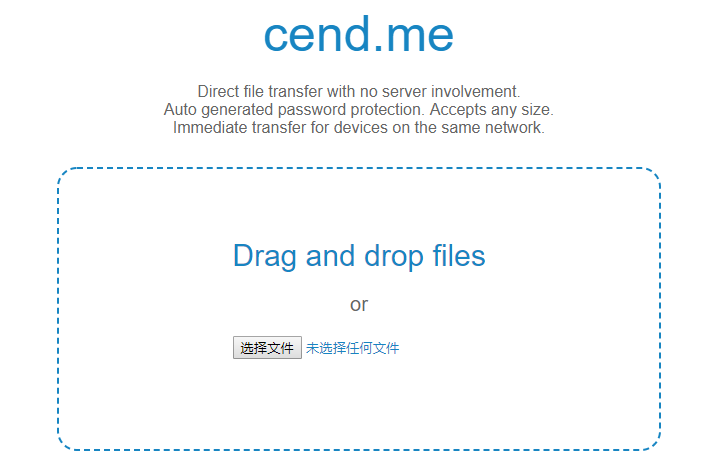 cend.me
Direct file transfer with no server involvement.
Auto generated password protection. Accepts any size.
Immediate transfer for devices on the same network.
Drag and drop files
or
选择文件 未选择任何文件